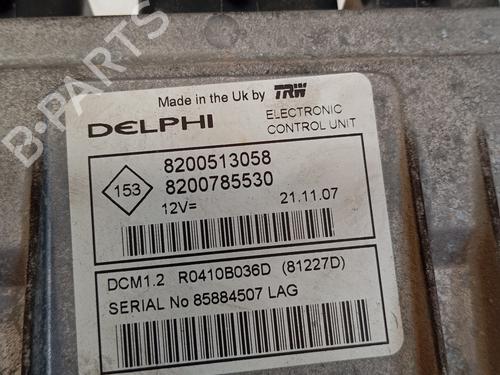 Made in the Uk by TRW
DELPHI
ELECTRONIC
CONTROL UNIT
153
8200513058
8200785530
12V=
21.11.07
DCM1.2 R0410B036D (81227D)
SERIAL No 85884507 LAG
B-PARTS